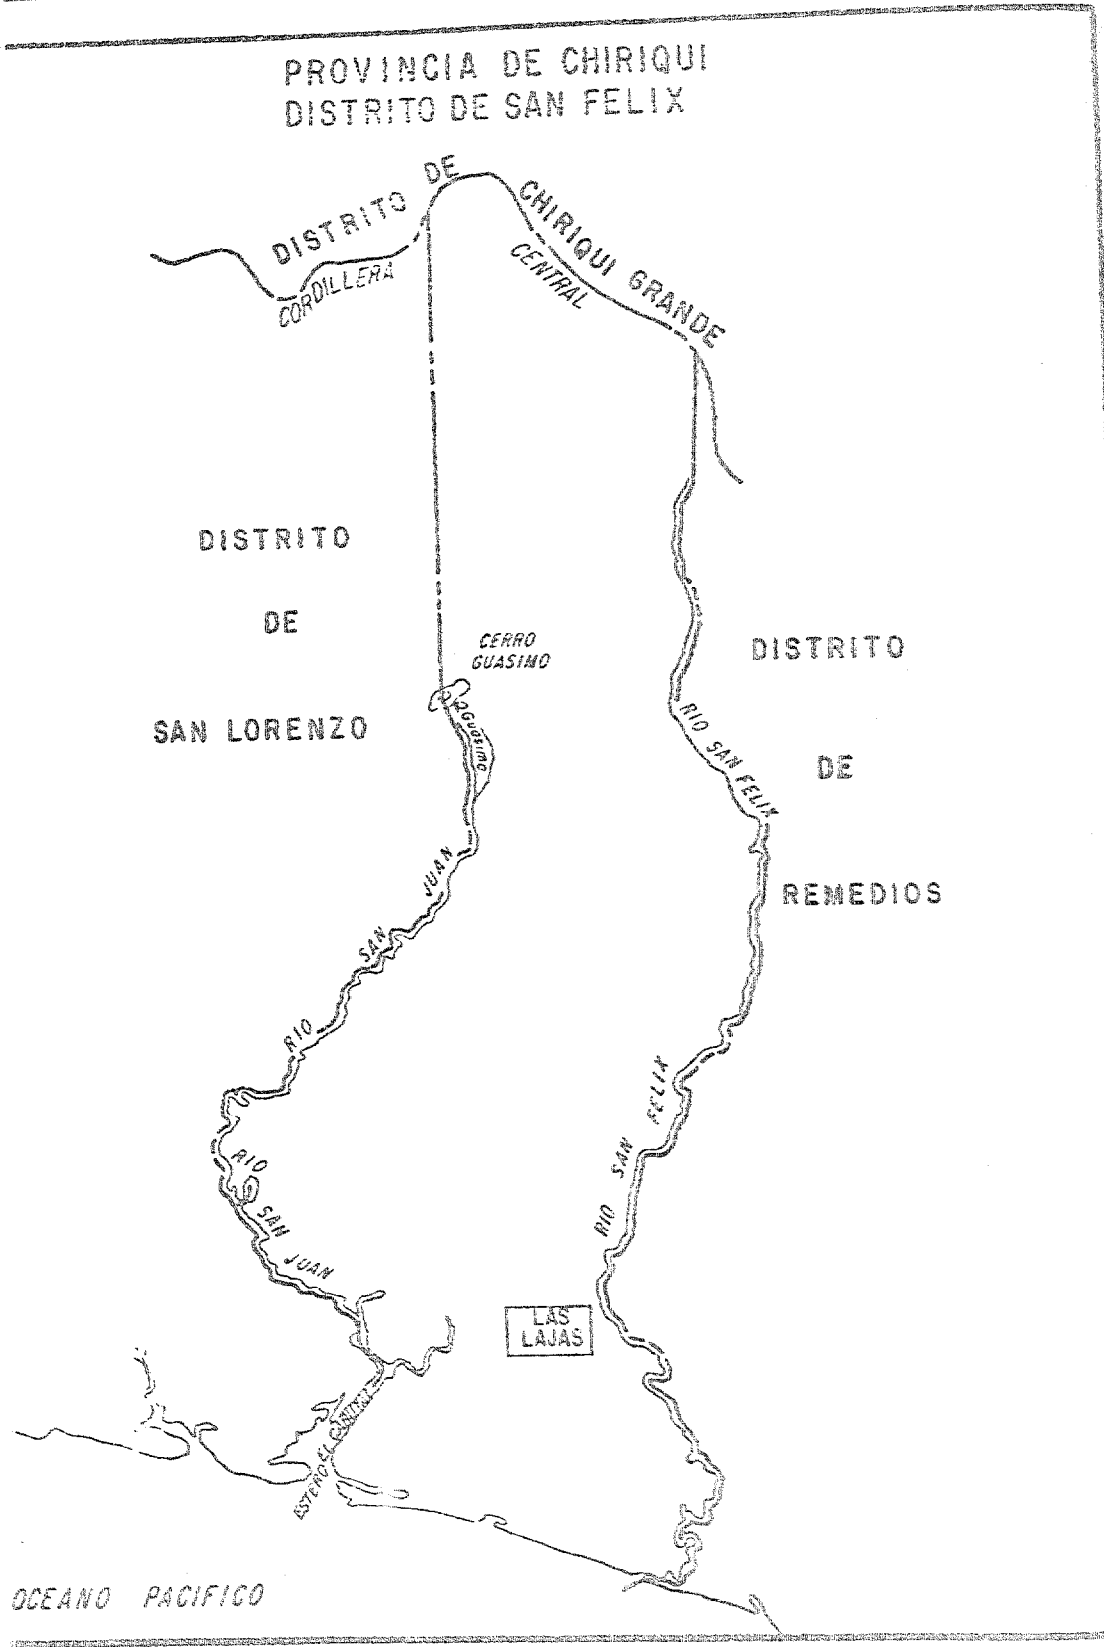 PROVINCIA DE CHIRIQUI
DISTRITO DE SAN FELIX
DISTRITO DE CHIRIQUI GRANDE
CORDILLERA CENTRAL
DISTRITO
DE
SAN LORENZO
CERRO
GUASIMO
Q GUASIMO
DISTRITO
DE
REMEDIOS
RIO SAN FELIX
RIO SAN JUAN
RIO SAN FELIX
RIO SAN JUAN
LAS
LAJAS
ESTERO
OCEANO PACIFICO